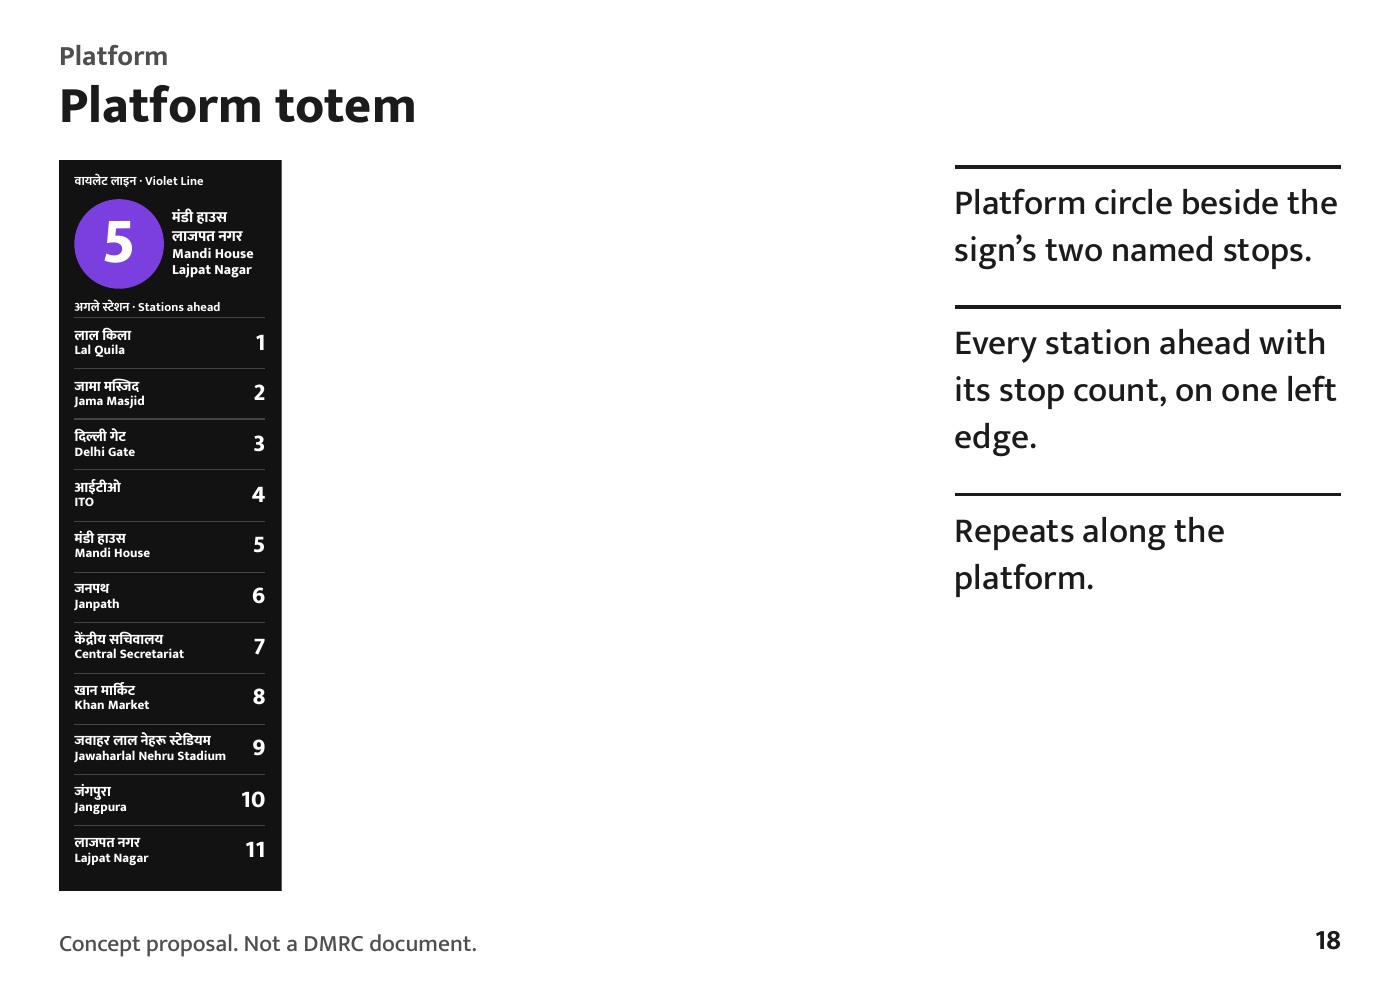 Platform
Platform totem
वायलेट लाइन · Violet Line
5
मंडी हाउस
लाजपत नगर
Mandi House
Lajpat Nagar
अगले स्टेशन · Stations ahead
लाल किला
Lal Quila
1
जामा मस्जिद
Jama Masjid
2
दिल्ली गेट
Delhi Gate
3
आईटीओ
ITO
4
मंडी हाउस
Mandi House
5
जनपथ
Janpath
6
केंद्रीय सचिवालय
Central Secretariat
7
खान मार्किट
Khan Market
8
जवाहर लाल नेहरू स्टेडियम
Jawaharlal Nehru Stadium
9
जंगपुरा
Jangpura
10
लाजपत नगर
Lajpat Nagar
11
Platform circle beside the
sign’s two named stops.
Every station ahead with
its stop count, on one left
edge.
Repeats along the
platform.
Concept proposal. Not a DMRC document.
18